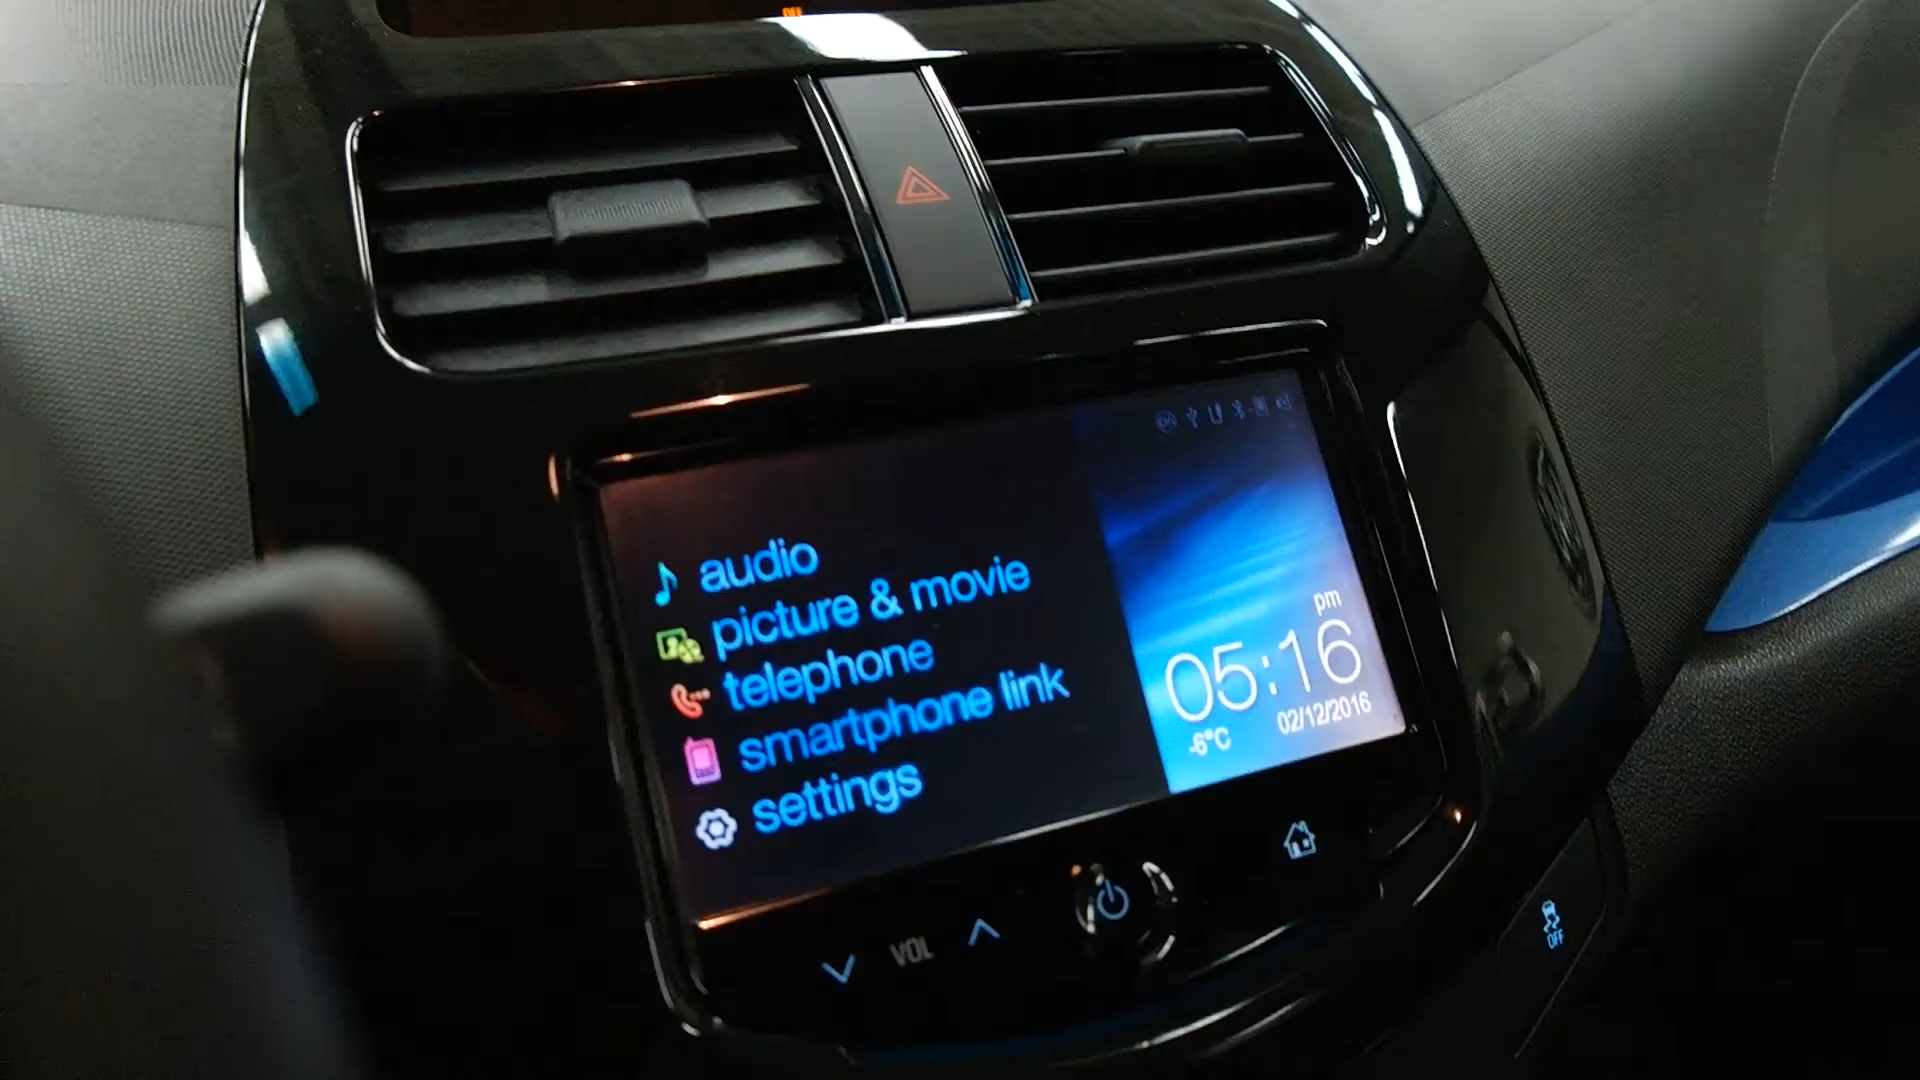 audio
picture & movie
telephone
smartphone link
settings
pm
05:16
-6°C
02/12/2016
VOL
OFF